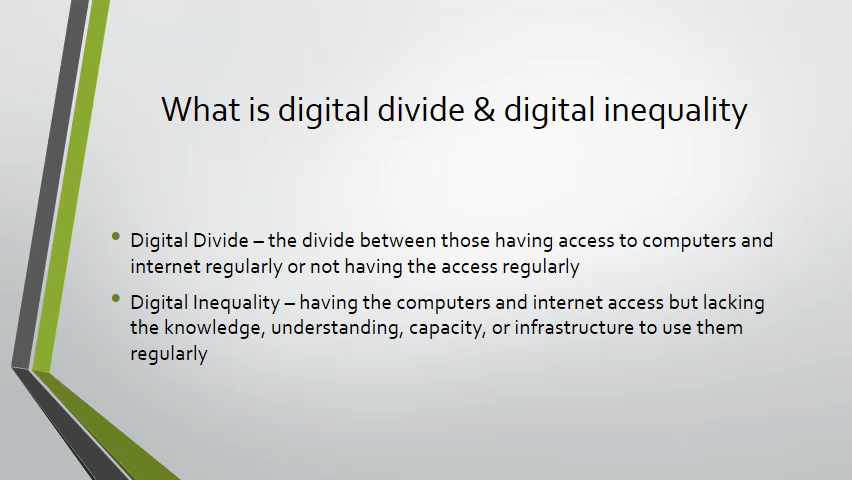 What is digital divide & digital inequality
• Digital Divide – the divide between those having access to computers and
internet regularly or not having the access regularly
• Digital Inequality – having the computers and internet access but lacking
the knowledge, understanding, capacity, or infrastructure to use them
regularly